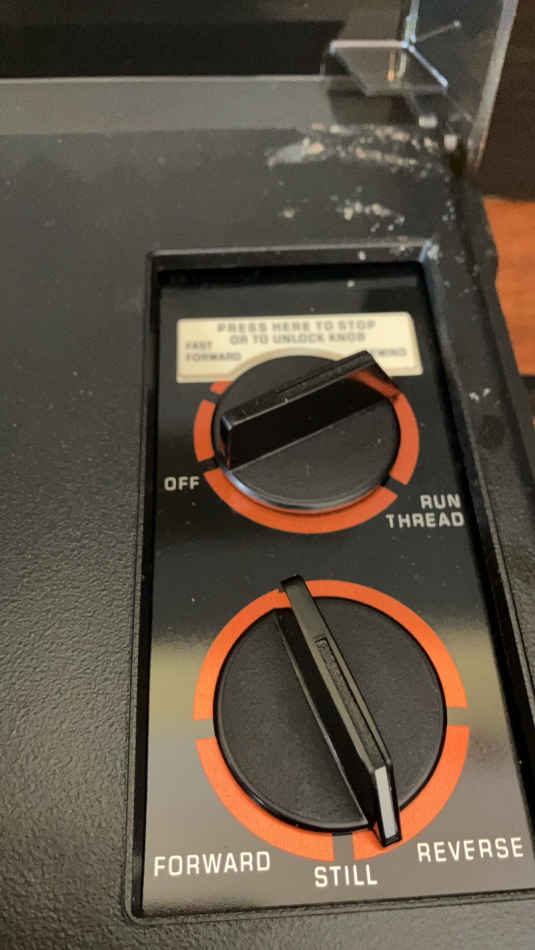 PRESS HERE TO STOP
OR TO UNLOCK KNOB
FAST
FORWARD
OFF
RUN
THREAD
FORWARD
STILL
REVERSE